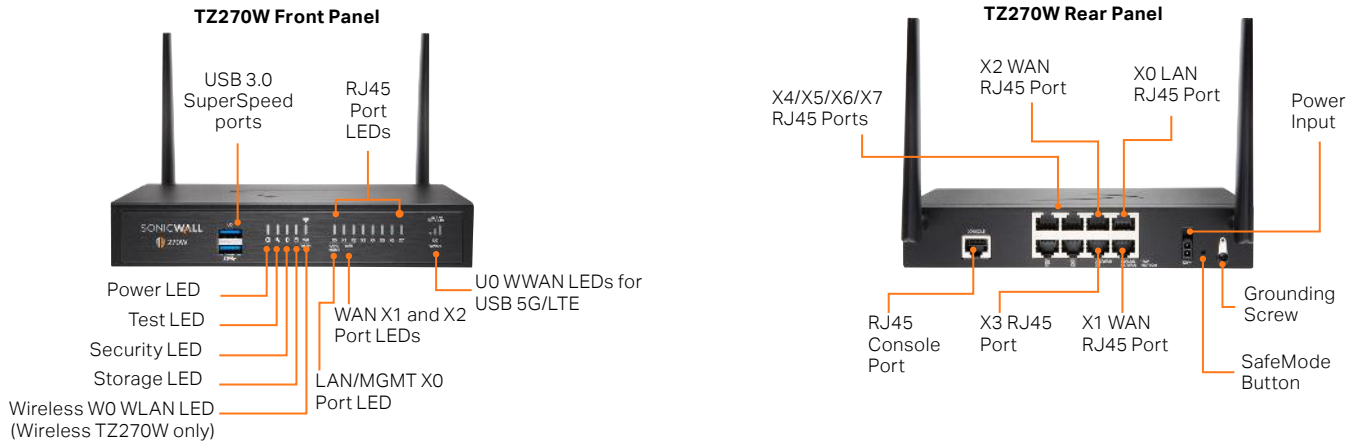 TZ270W Front Panel
USB 3.0
SuperSpeed
ports
RJ45
Port
LEDs
SONICWALL
270W
Power LED
Test LED
Security LED
Storage LED
Wireless W0 WLAN LED
(Wireless TZ270W only)
WAN X1 and X2
Port LEDs
LAN/MGMT X0
Port LED
U0 WWAN LEDs for
USB 5G/LTE
TZ270W Rear Panel
X4/X5/X6/X7
RJ45 Ports
X2 WAN
RJ45 Port
X0 LAN
RJ45 Port
Power
Input
CONSOLE
RJ45
Console
Port
X3 RJ45
Port
X1 WAN
RJ45 Port
Grounding
Screw
SafeMode
Button